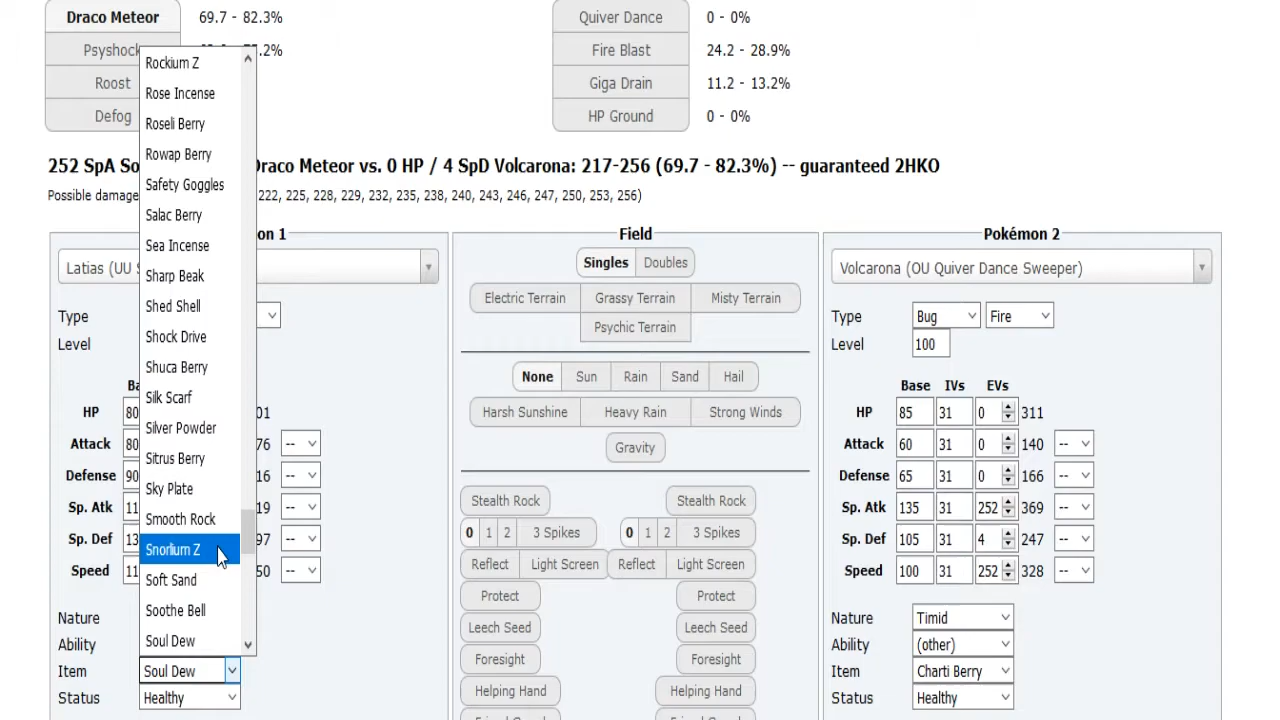 Draco Meteor 69.7 - 82.3% Quiver Dance 0 - 0%
Psyshock .2% Fire Blast 24.2 - 28.9%
Roost Giga Drain 11.2 - 13.2%
Defog HP Ground 0 - 0%
Rockium Z
Rose Incense
Roseli Berry
Rowap Berry
Safety Goggles
Salac Berry
Sea Incense
Sharp Beak
Shed Shell
Shock Drive
Shuca Berry
Silk Scarf
Silver Powder
Sitrus Berry
Sky Plate
Smooth Rock
Snorlium Z
Soft Sand
Soothe Bell
Soul Dew
252 SpA So Draco Meteor vs. 0 HP / 4 SpD Volcarona: 217-256 (69.7 - 82.3%) -- guaranteed 2HKO
Possible damag 222, 225, 228, 229, 232, 235, 238, 240, 243, 246, 247, 250, 253, 256)
on 1
Latias (UU S
Type
Level
Ba
HP 80 01
Attack 80 76 --
Defense 90 16 --
Sp. Atk 11 19 --
Sp. Def 13 97 --
Speed 11 50 --
Nature
Ability
Item Soul Dew
Status Healthy
Field
Singles Doubles
Electric Terrain Grassy Terrain Misty Terrain
Psychic Terrain
None Sun Rain Sand Hail
Harsh Sunshine Heavy Rain Strong Winds
Gravity
Stealth Rock Stealth Rock
0 1 2 3 Spikes 0 1 2 3 Spikes
Reflect Light Screen Reflect Light Screen
Protect Protect
Leech Seed Leech Seed
Foresight Foresight
Helping Hand Helping Hand
Pokémon 2
Volcarona (OU Quiver Dance Sweeper)
Type Bug Fire
Level 100
Base IVs EVs
HP 85 31 0 311
Attack 60 31 0 140 --
Defense 65 31 0 166 --
Sp. Atk 135 31 252 369 --
Sp. Def 105 31 4 247 --
Speed 100 31 252 328 --
Nature Timid
Ability (other)
Item Charti Berry
Status Healthy